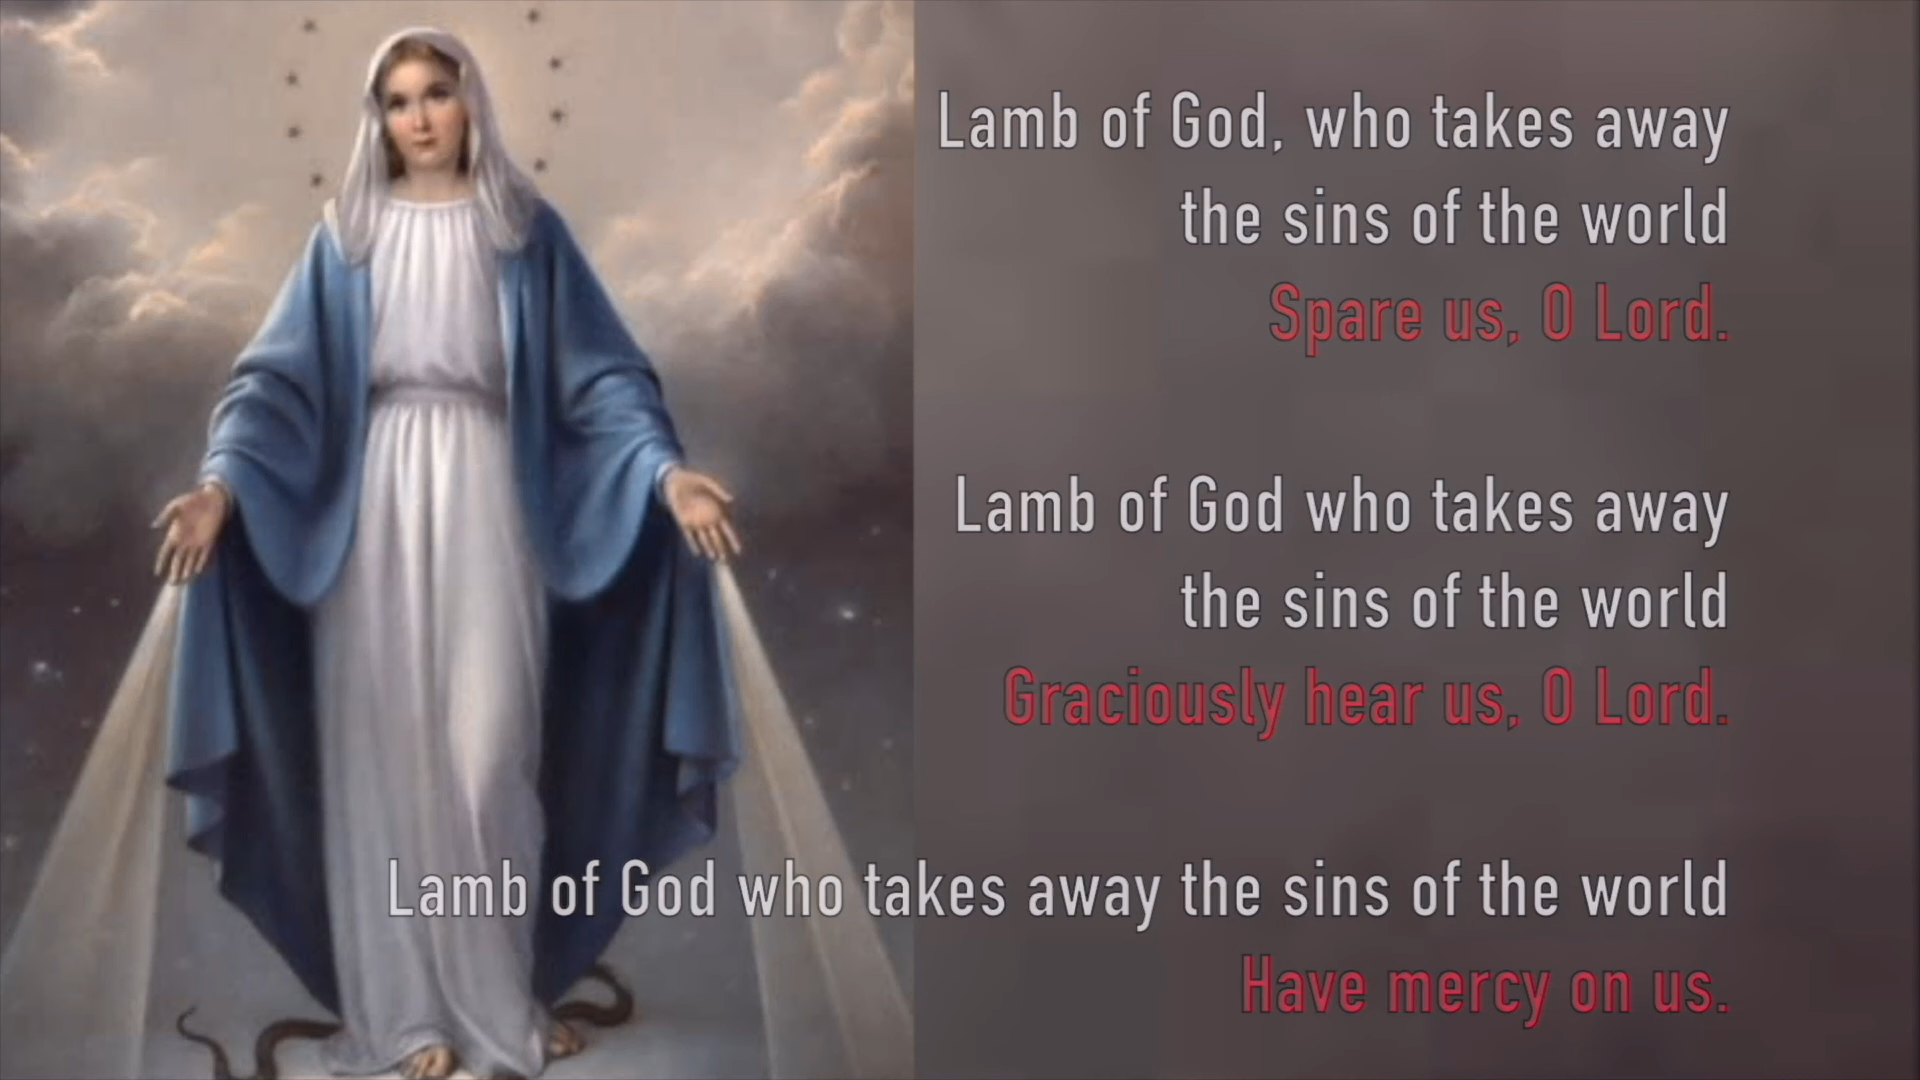 Lamb of God, who takes away
the sins of the world
Spare us, O Lord.
Lamb of God who takes away
the sins of the world
Graciously hear us, O Lord.
Lamb of God who takes away the sins of the world
Have mercy on us.